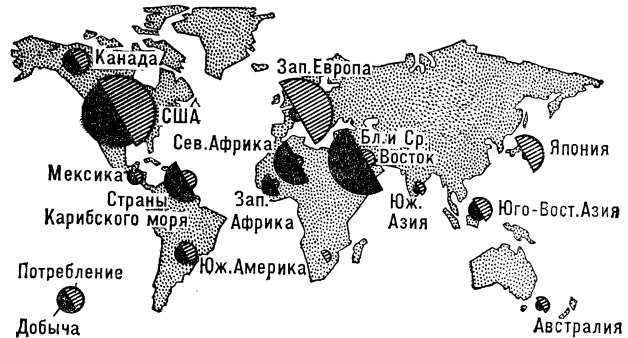 Канада
Зап.Европа
США
Сев.Африка
Бл.и Ср.
Восток
Япония
Мексика
Страны
Карибского моря
Зап.
Африка
Юж.
Азия
Юго-Вост.Азия
Юж.Америка
Потребление
Добыча
Австралия